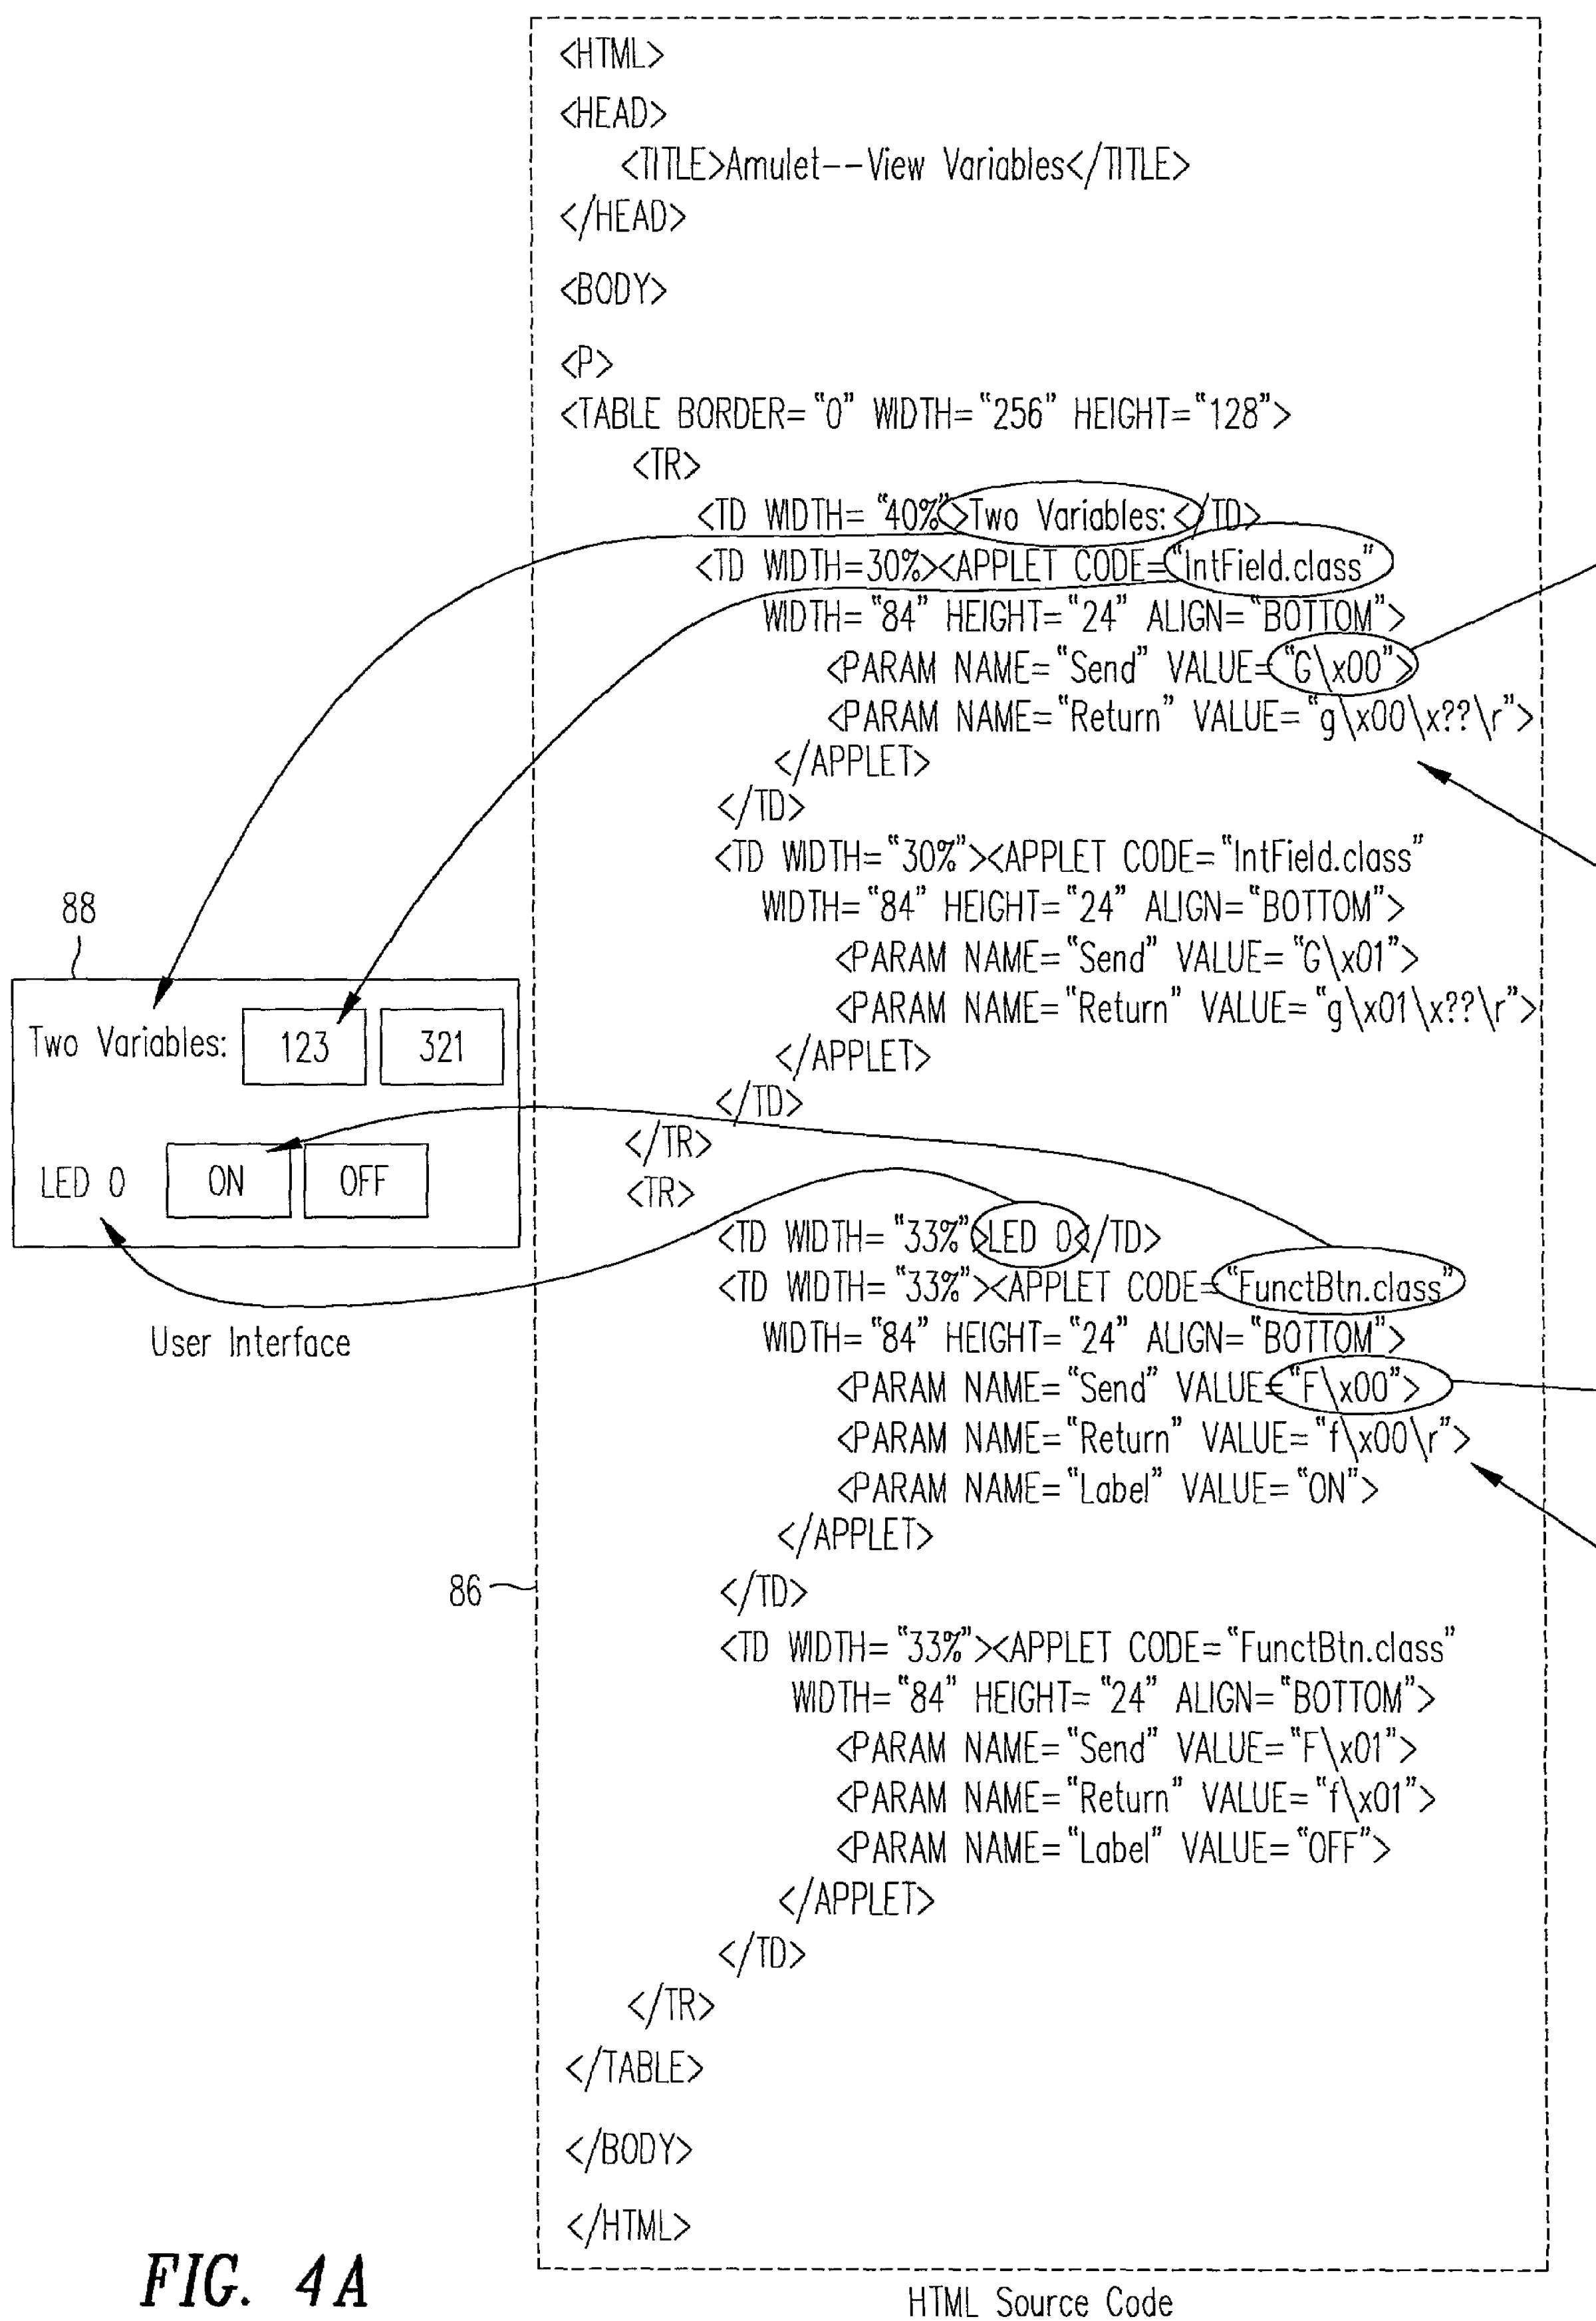 <HTML>
<HEAD>
<TITLE>Amulet--View Variables</TITLE>
</HEAD>
<BODY>
<P>
<TABLE BORDER="0" WIDTH="256" HEIGHT="128">
<TR>
<TD WIDTH="40%">Two Variables:</TD>
<TD WIDTH=30%><APPLET CODE="IntField.class"
WIDTH="84" HEIGHT="24" ALIGN="BOTTOM">
<PARAM NAME="Send" VALUE="G\x00">
<PARAM NAME="Return" VALUE="g\x00\x??\r">
</APPLET>
</TD>
<TD WIDTH="30%"><APPLET CODE="IntField.class"
WIDTH="84" HEIGHT="24" ALIGN="BOTTOM">
<PARAM NAME="Send" VALUE="G\x01">
<PARAM NAME="Return" VALUE="g\x01\x??\r">
</APPLET>
</TD>
</TR>
<TR>
<TD WIDTH="33%">LED 0</TD>
<TD WIDTH="33%"><APPLET CODE="FunctBtn.class"
WIDTH="84" HEIGHT="24" ALIGN="BOTTOM">
<PARAM NAME="Send" VALUE="F\x00">
<PARAM NAME="Return" VALUE="f\x00\r">
<PARAM NAME="Label" VALUE="ON">
</APPLET>
</TD>
<TD WIDTH="33%"><APPLET CODE="FunctBtn.class"
WIDTH="84" HEIGHT="24" ALIGN="BOTTOM">
<PARAM NAME="Send" VALUE="F\x01">
<PARAM NAME="Return" VALUE="f\x01">
<PARAM NAME="Label" VALUE="OFF">
</APPLET>
</TD>
</TR>
</TABLE>
</BODY>
</HTML>
HTML Source Code
86
88
Two Variables: 123 321
LED 0 ON OFF
User Interface
FIG. 4A